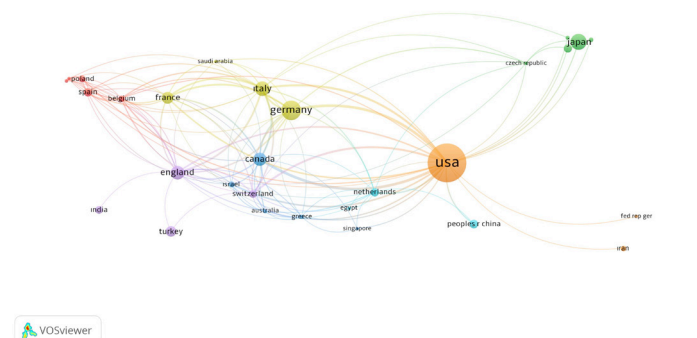 japan
saudi arabia
czech republic
poland
spain
belgium
france
italy
germany
canada
usa
england
israel
switzerland
netherlands
india
australia
greece
egypt
singapore
turkey
peoples r china
fed rep ger
iran
VOSviewer